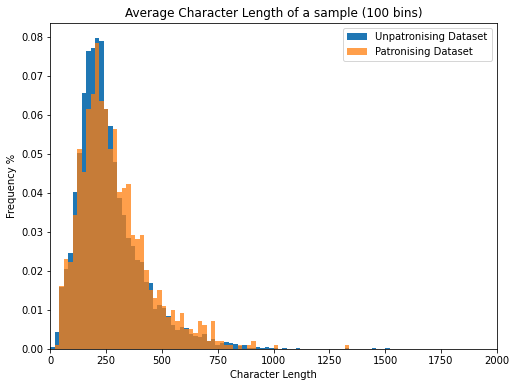 Average Character Length of a sample (100 bins)
Unpatronising Dataset
Patronising Dataset
Frequency %
0.08
0.07
0.06
0.05
0.04
0.03
0.02
0.01
0.00
0 250 500 750 1000 1250 1500 1750 2000
Character Length